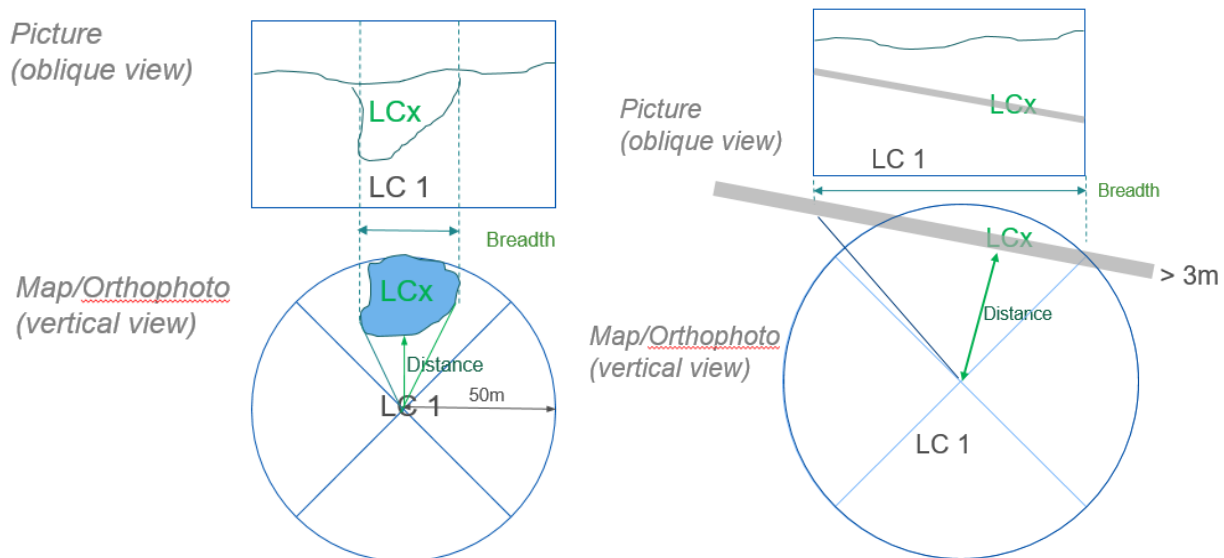 Picture
(oblique view)
LCx
LC 1
Breadth
Map/Orthophoto
(vertical view)
LCx
Distance
50m
LC 1
Picture
(oblique view)
LCx
LC 1
Breadth
LCx
> 3m
Distance
Map/Orthophoto
(vertical view)
LC 1